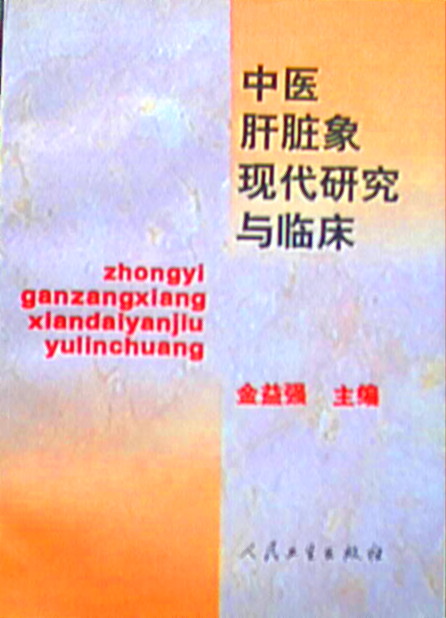 中医
肝脏象
现代研究
与临床
zhongyi
ganzangxiang
xiandaiyanjiu
yulinchuang
金益强 主编
人民卫生出版社